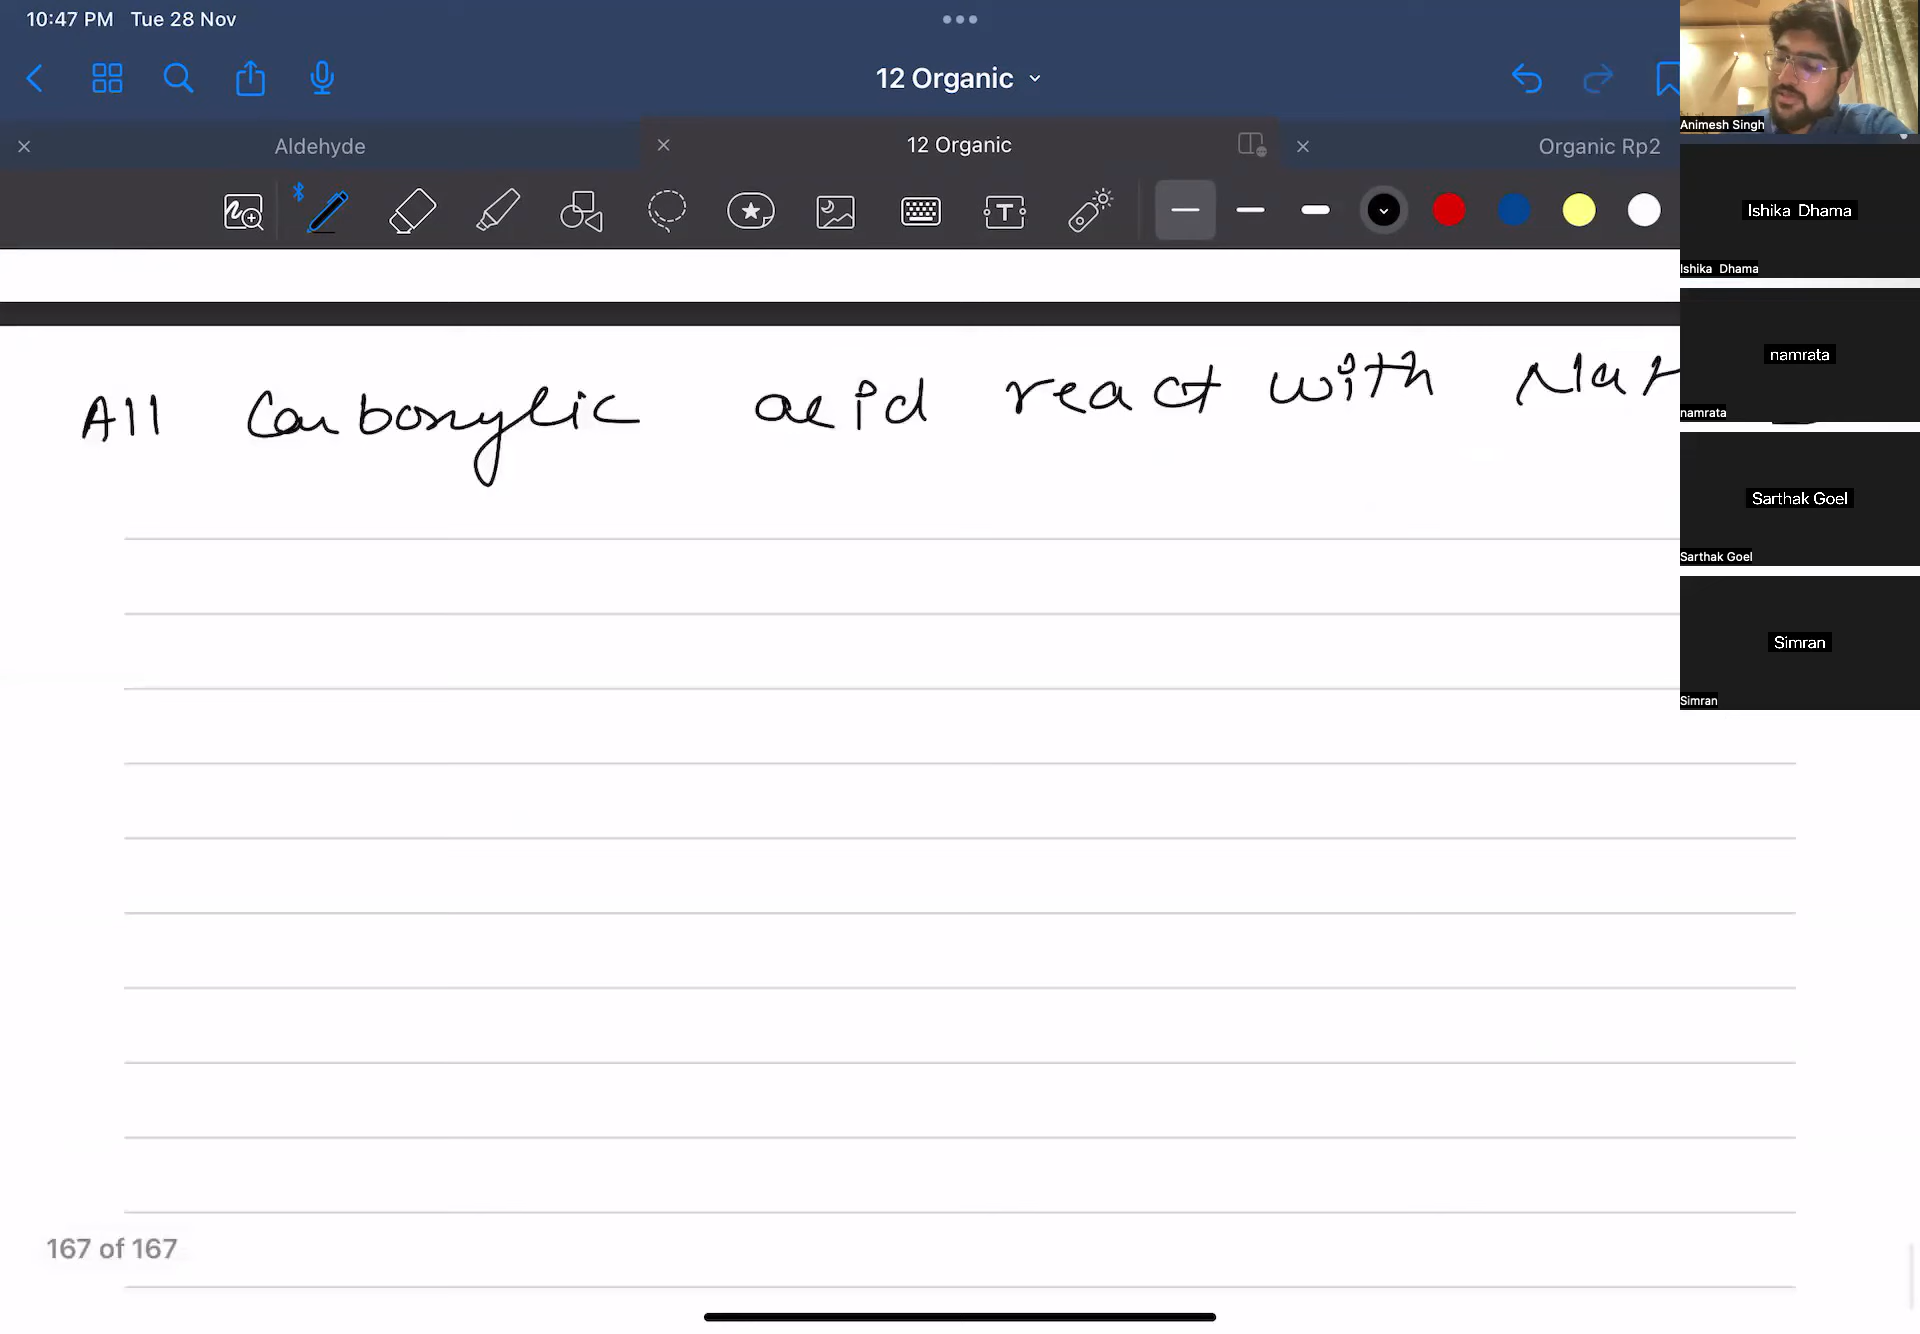 10:47 PM Tue 28 Nov
12 Organic
Aldehyde
12 Organic
Organic Rp2
Animesh Singh
Ishika Dhama
Ishika Dhama
namrata
namrata
Sarthak Goel
Sarthak Goel
Simran
Simran
All Carboxylic acid react with NaH
167 of 167